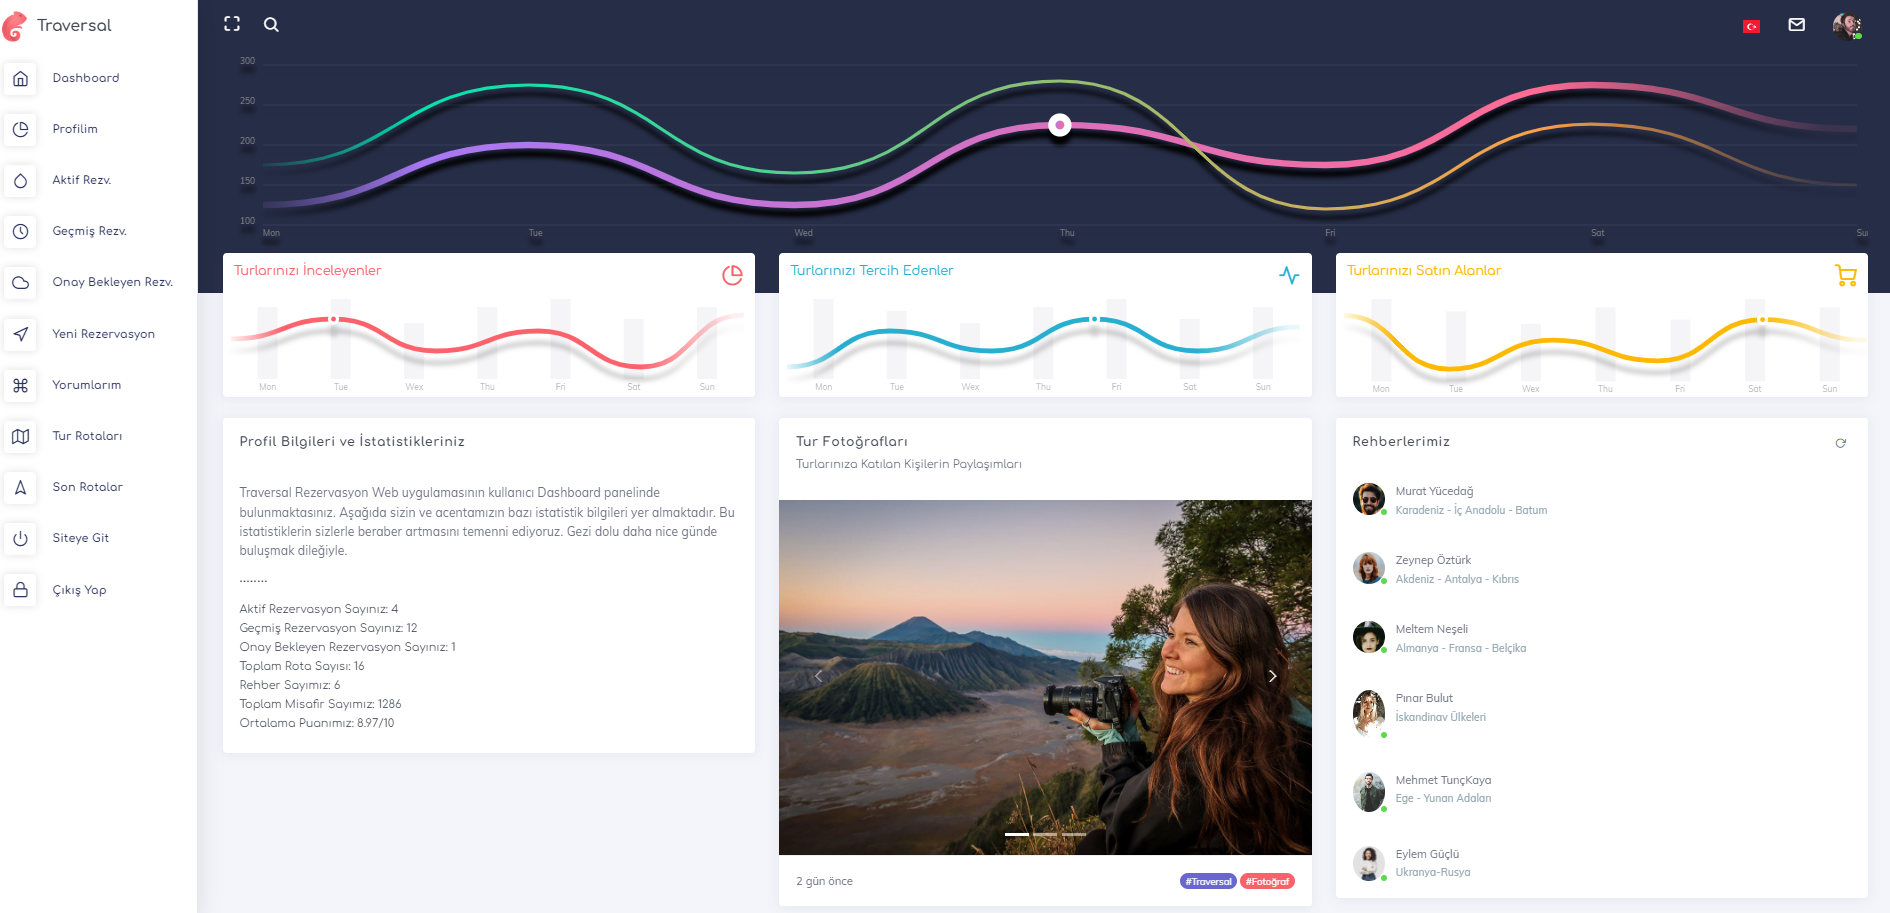 Traversal
Dashboard
Profilim
Aktif Rezv.
Geçmiş Rezv.
Onay Bekleyen Rezv.
Yeni Rezervasyon
Yorumlarım
Tur Rotaları
Son Rotalar
Siteye Git
Çıkış Yap
300
250
200
150
100
Mon Tue Wed Thu Fri Sat Sun
Turlarınızı İnceleyenler
Mon Tue Wex Thu Fri Sat Sun
Turlarınızı Tercih Edenler
Mon Tue Wex Thu Fri Sat Sun
Turlarınızı Satın Alanlar
Mon Tue Wex Thu Fri Sat Sun
Profil Bilgileri ve İstatistikleriniz
Traversal Rezervasyon Web uygulamasının kullanıcı Dashboard panelinde
bulunmaktasınız. Aşağıda sizin ve acentamızın bazı istatistik bilgileri yer almaktadır. Bu
istatistiklerin sizlerle beraber artmasını temenni ediyoruz. Gezi dolu daha nice günde
buluşmak dileğiyle.
........
Aktif Rezervasyon Sayınız: 4
Geçmiş Rezervasyon Sayınız: 12
Onay Bekleyen Rezervasyon Sayınız: 1
Toplam Rota Sayısı: 16
Rehber Sayımız: 6
Toplam Misafir Sayımız: 1286
Ortalama Puanımız: 8.97/10
Tur Fotoğrafları
Turlarınıza Katılan Kişilerin Paylaşımları
2 gün önce
#Traversal #Fotoğraf
Rehberlerimiz
Murat Yücedağ
Karadeniz - İç Anadolu - Batum
Zeynep Öztürk
Akdeniz - Antalya - Kıbrıs
Meltem Neşeli
Almanya - Fransa - Belçika
Pınar Bulut
İskandinav Ülkeleri
Mehmet TunçKaya
Ege - Yunan Adaları
Eylem Güçlü
Ukranya-Rusya